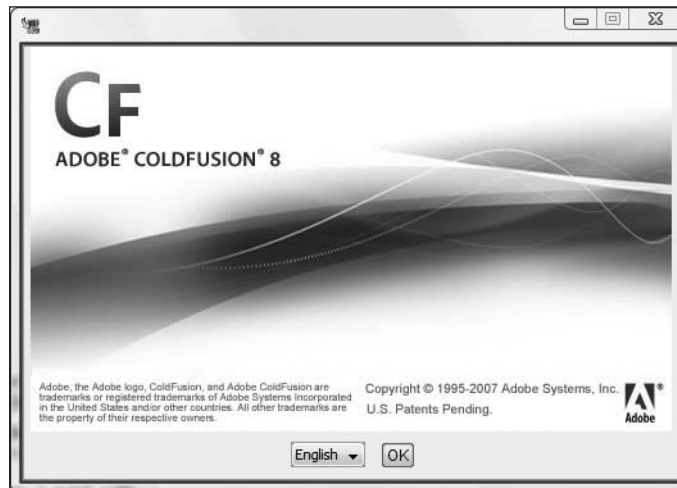 CF
ADOBE® COLDFUSION® 8
Adobe, the Adobe logo, ColdFusion, and Adobe ColdFusion are
trademarks or registered trademarks of Adobe Systems Incorporated
in the United States and/or other countries. All other trademarks are
the property of their respective owners.
Copyright © 1995-2007 Adobe Systems, Inc.
U.S. Patents Pending.
Adobe®
English
OK